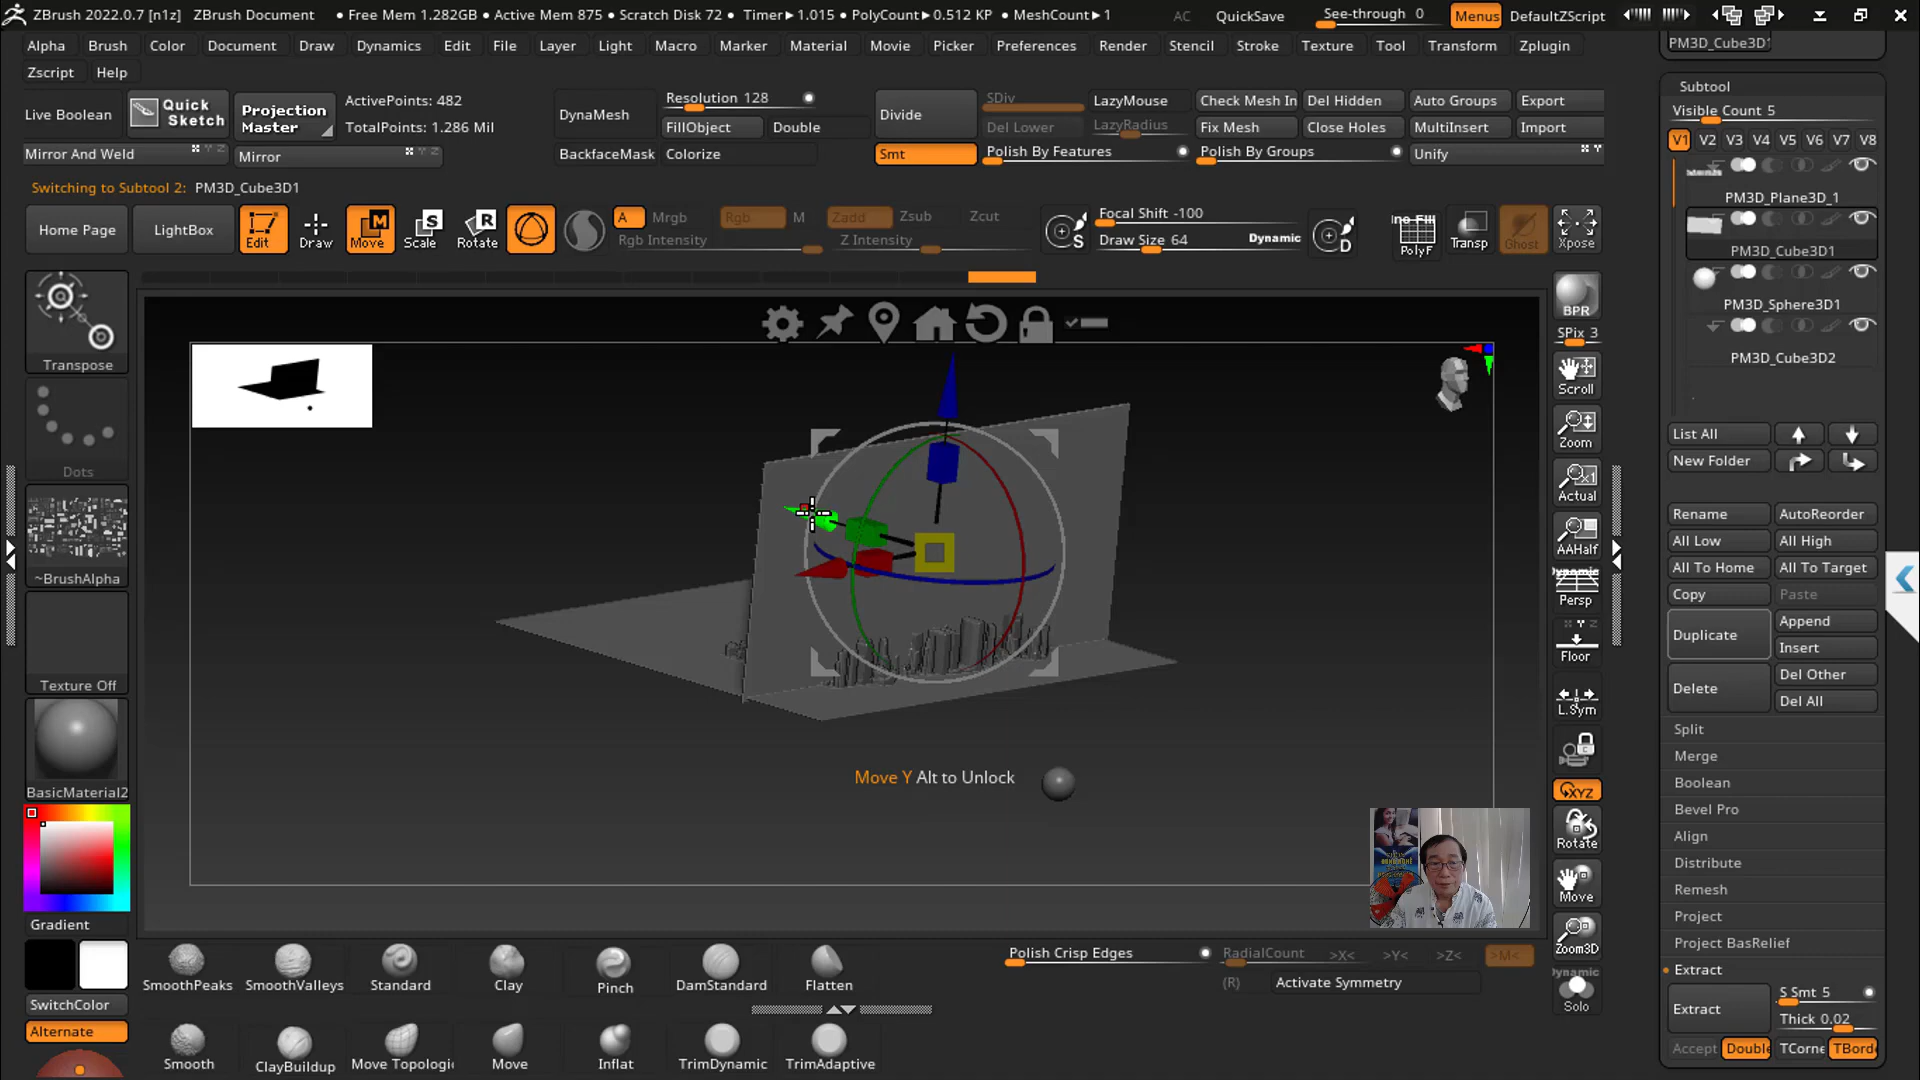 ZBrush 2022.0.7 [n1z] ZBrush Document • Free Mem 1.282GB • Active Mem 875 • Scratch Disk 72 • Timer▶1.015 • PolyCount▶0.512 KP • MeshCount▶1 AC QuickSave See-through 0 Menus DefaultZScript
Alpha Brush Color Document Draw Dynamics Edit File Layer Light Macro Marker Material Movie Picker Preferences Render Stencil Stroke Texture Tool Transform Zplugin
Zscript Help
PM3D_Cube3D1
Subtool
Visible Count 5
V1 V2 V3 V4 V5 V6 V7 V8
Live Boolean Quick Sketch Projection Master ActivePoints: 482 DynaMesh Resolution 128 Divide SDiv LazyMouse Check Mesh In Del Hidden Auto Groups Export
TotalPoints: 1.286 Mil FillObject Double Del Lower LazyRadius Fix Mesh Close Holes MultiInsert Import
Mirror And Weld Mirror BackfaceMask Colorize Smt Polish By Features Polish By Groups Unify
Switching to Subtool 2: PM3D_Cube3D1
Home Page LightBox Edit Draw Move Scale Rotate A Mrgb Rgb M Zadd Zsub Zcut Focal Shift -100
Rgb Intensity Z Intensity Draw Size 64 Dynamic PolyF Transp Ghost Xpose
S D
PM3D_Plane3D_1
PM3D_Cube3D1
PM3D_Sphere3D1
PM3D_Cube3D2
Transpose
Dots
~BrushAlpha
Texture Off
BasicMaterial2
Gradient
SwitchColor
Alternate
Move Y Alt to Unlock
BPR
SPix 3
Scroll
Zoom
Actual
AAHalf
Dynamic
Persp
Floor
L.Sym
XYZ
Rotate
Move
Zoom3D
Dynamic
Solo
List All
New Folder
Rename AutoReorder
All Low All High
All To Home All To Target
Copy Paste
Duplicate Append
Insert
Delete Del Other
Del All
Split
Merge
Boolean
Bevel Pro
Align
Distribute
Remesh
Project
Project BasRelief
Extract
Extract S Smt 5
Thick 0.02
Accept Double TCorne TBord
SmoothPeaks SmoothValleys Standard Clay Pinch DamStandard Flatten
Polish Crisp Edges RadialCount >X< >Y< >Z< >M<
(R) Activate Symmetry
Smooth ClayBuildup Move Topologi Move Inflat TrimDynamic TrimAdaptive